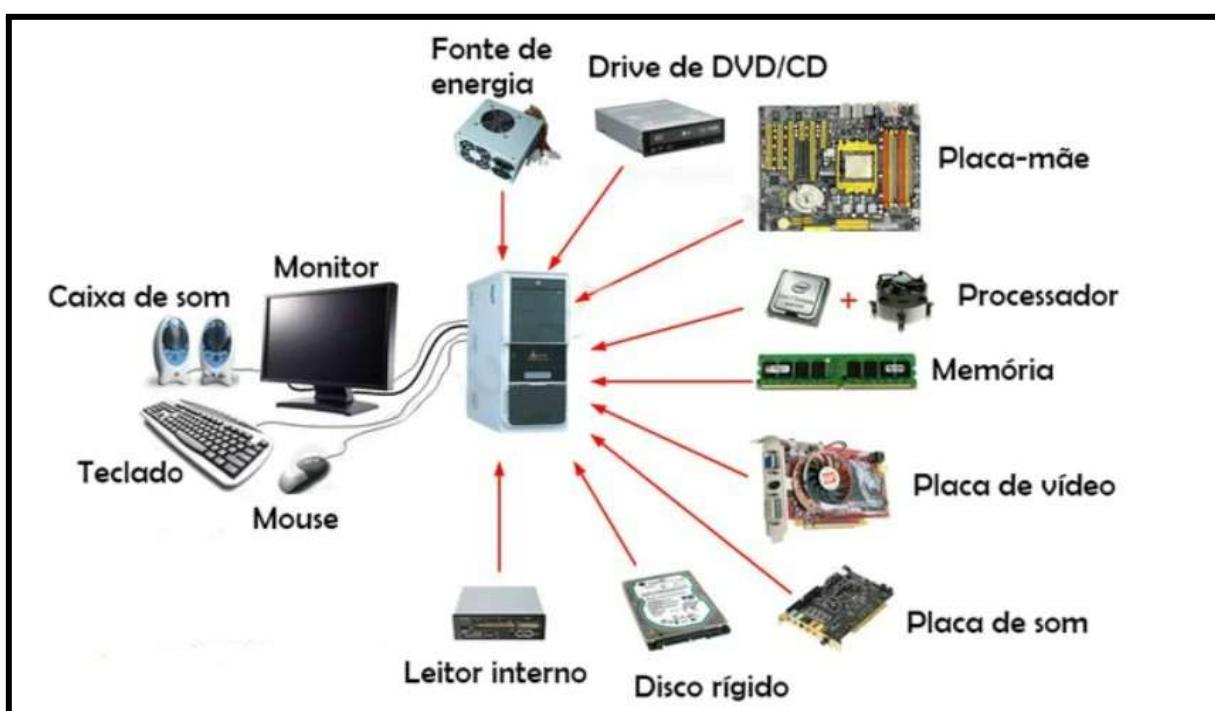 Fonte de
energia
Drive de DVD/CD
Placa-mãe
Monitor
Caixa de som
Processador
+
Memória
Teclado
Mouse
Placa de vídeo
Placa de som
Leitor interno
Disco rígido